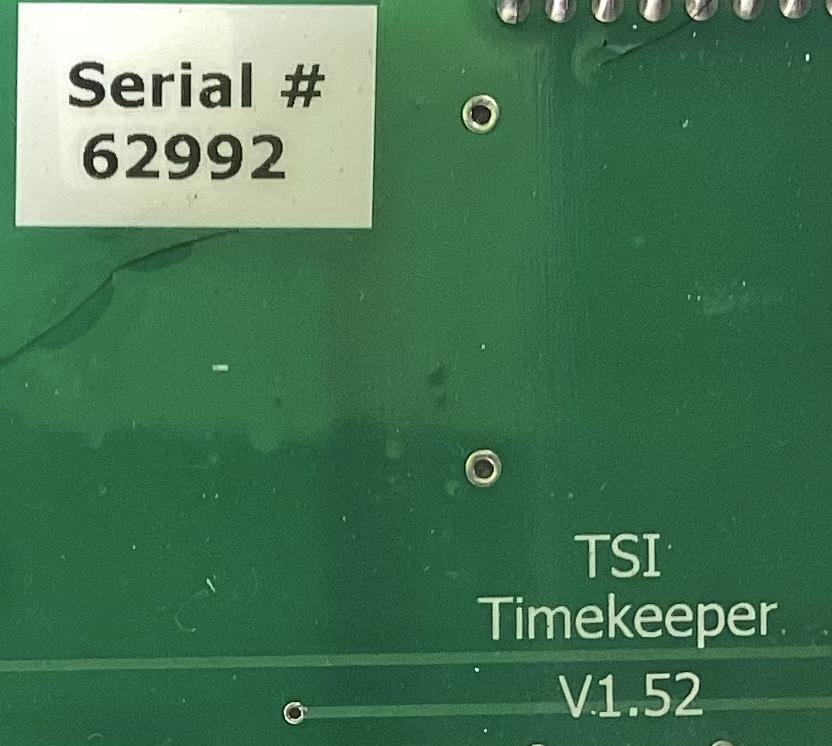 Serial #
62992
TSI
Timekeeper
V1.52